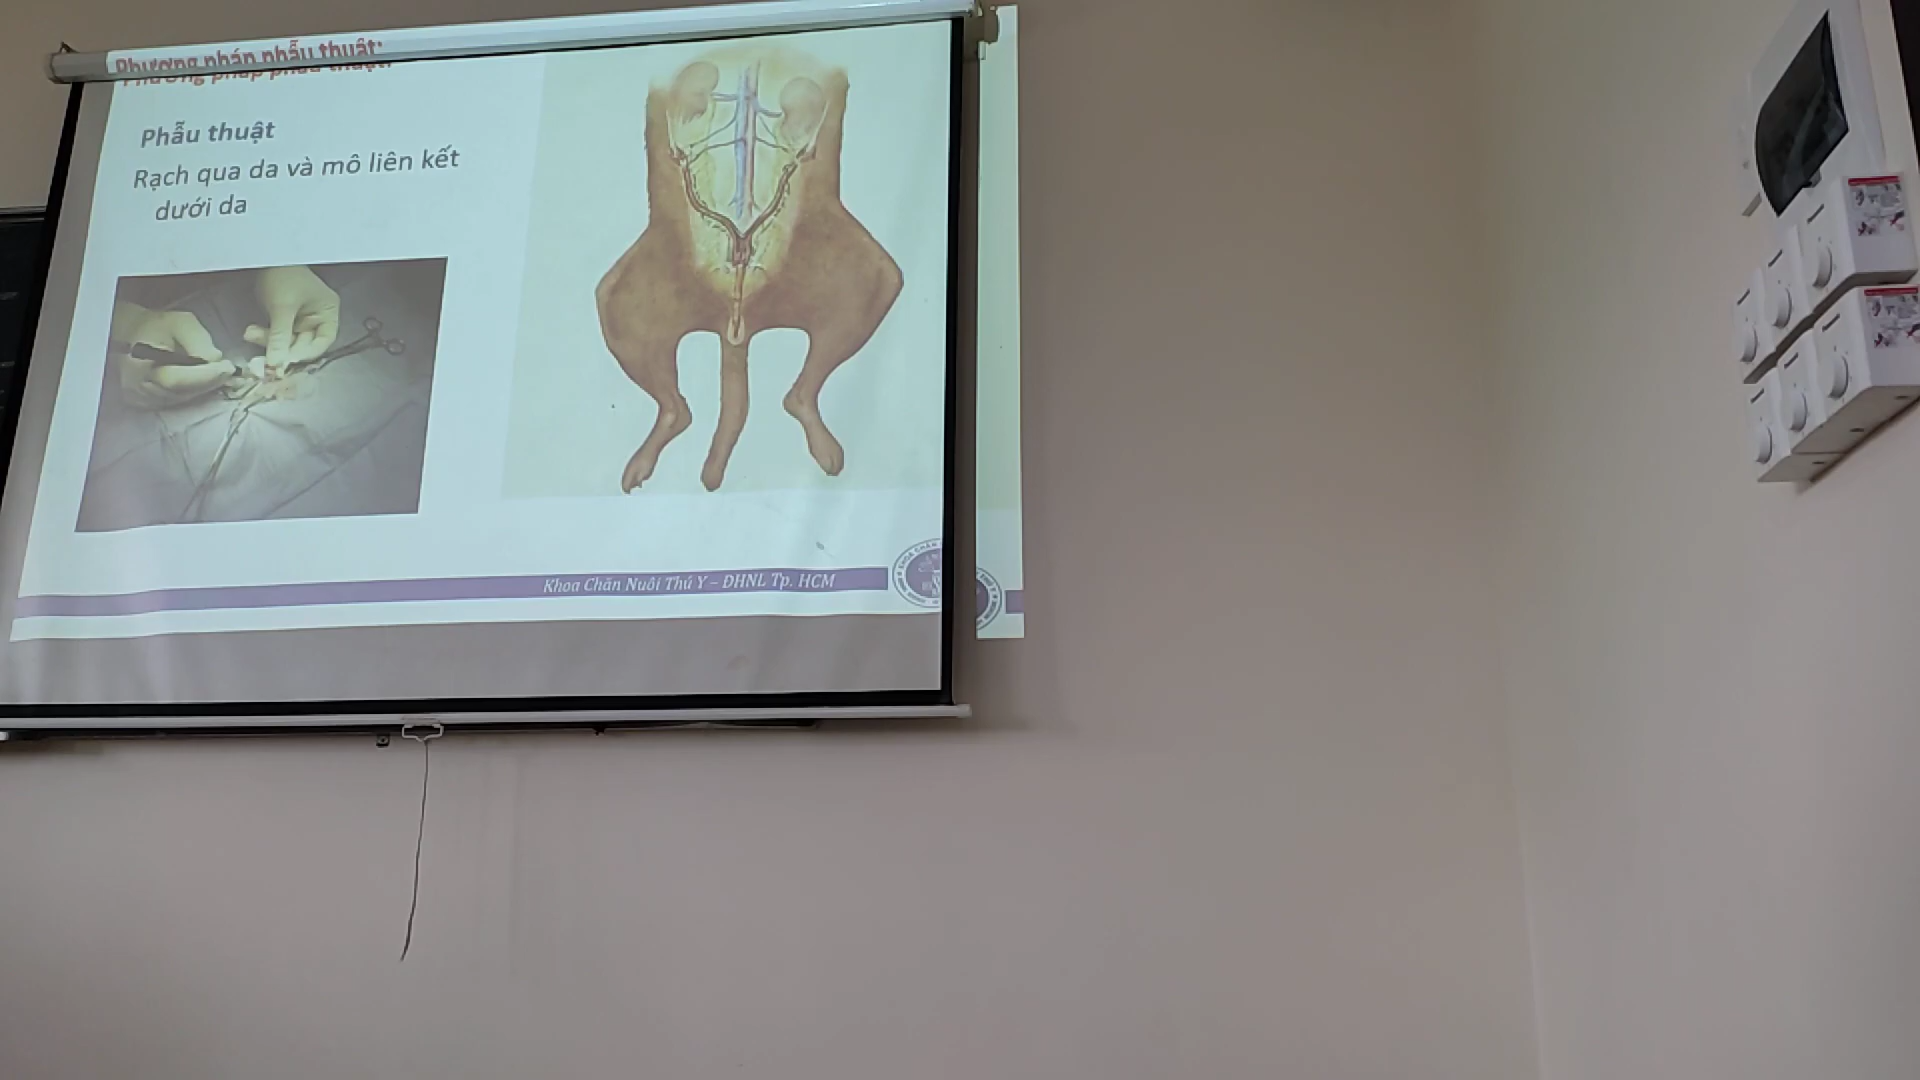 Phương pháp phẫu thuật:
Phẫu thuật
Rạch qua da và mô liên kết
dưới da
Khoa Chăn Nuôi Thú Y – ĐHNL Tp. HCM